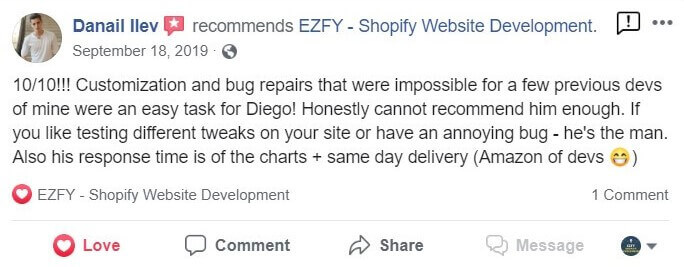 Danail Ilev recommends EZFY - Shopify Website Development.
September 18, 2019 ·
10/10!!! Customization and bug repairs that were impossible for a few previous devs
of mine were an easy task for Diego! Honestly cannot recommend him enough. If
you like testing different tweaks on your site or have an annoying bug - he's the man.
Also his response time is of the charts + same day delivery (Amazon of devs 😁)
EZFY - Shopify Website Development 1 Comment
Love Comment Share Message